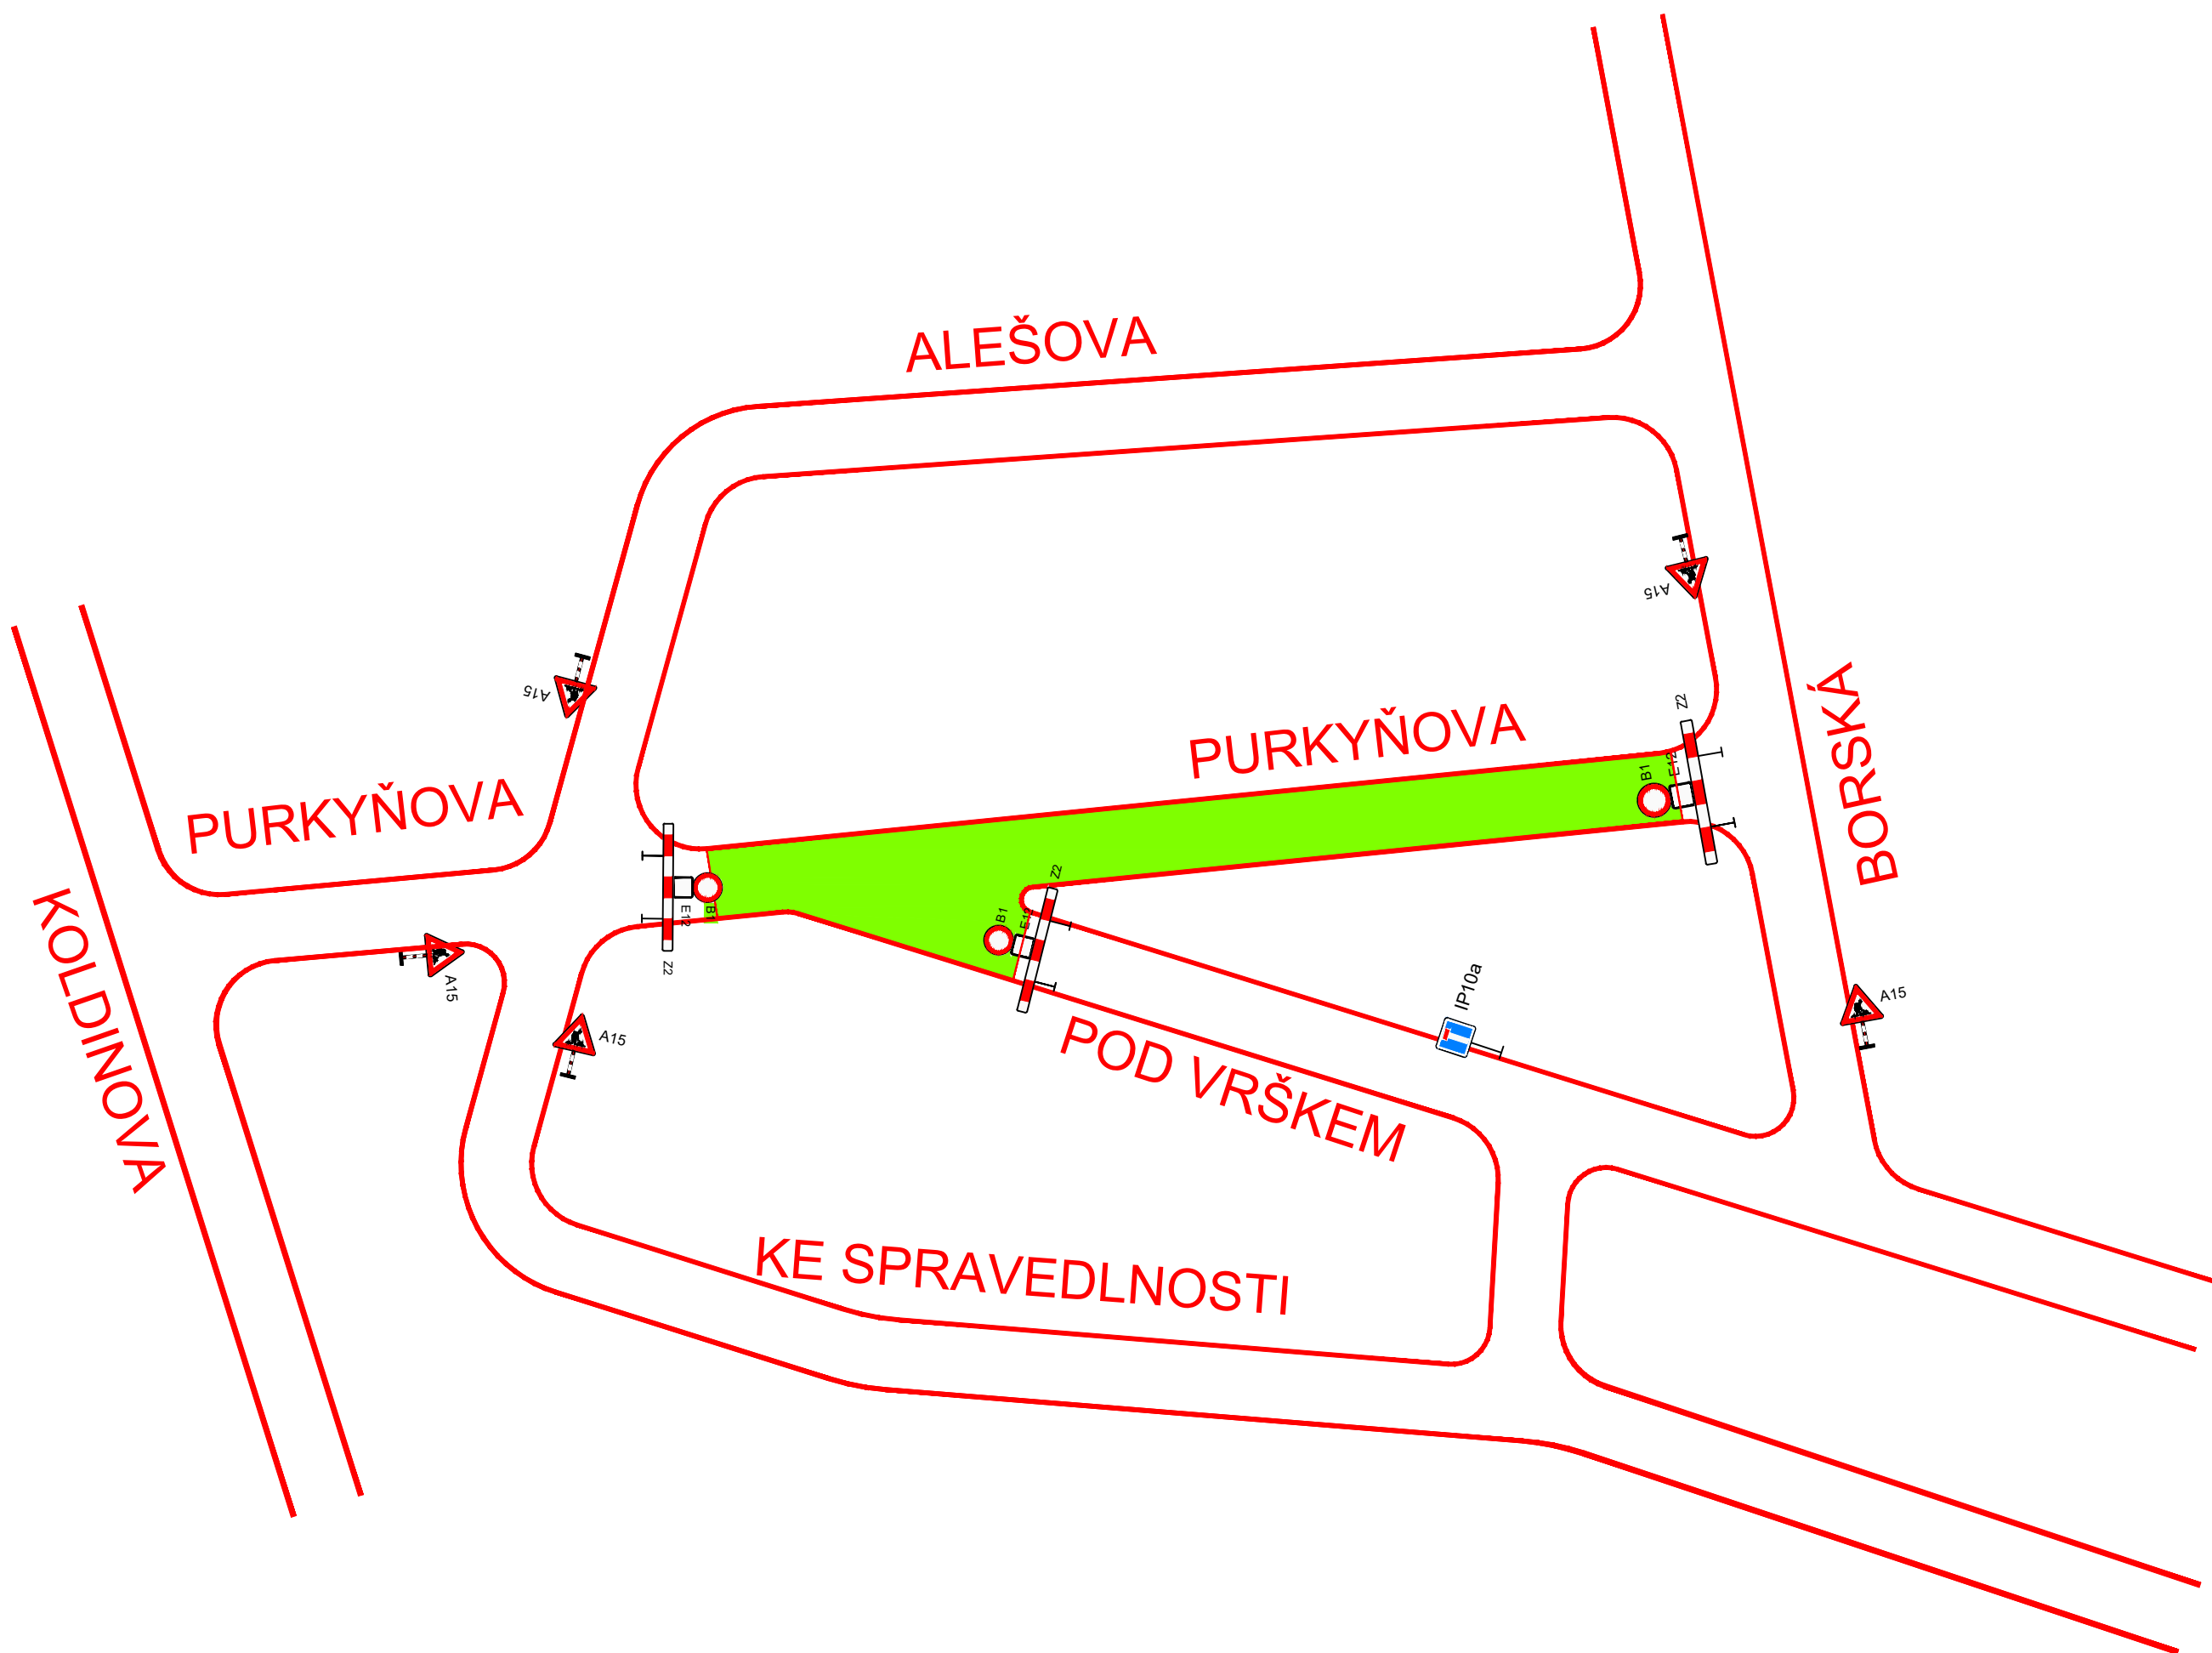 ALEŠOVA
A15
A15
PURKYŇOVA
Z2
BORSKÁ
PURKYŇOVA
B1
E12
Z2
B1
E12
Z2
B1
E12
Z2
KOLDINOVA
A15
A15
IP10a
A15
POD VRŠKEM
KE SPRAVEDLNOSTI